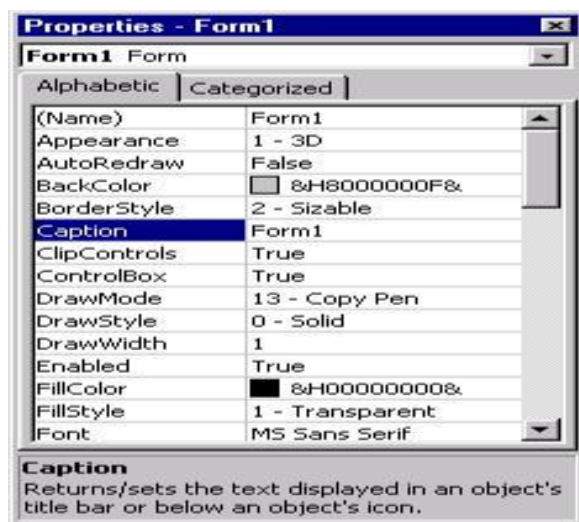 Properties - Form1
Form1 Form
Alphabetic Categorized
(Name) Form1
Appearance 1 - 3D
AutoRedraw False
BackColor &H8000000F&
BorderStyle 2 - Sizable
Caption Form1
ClipControls True
ControlBox True
DrawMode 13 - Copy Pen
DrawStyle 0 - Solid
DrawWidth 1
Enabled True
FillColor &H00000000&
FillStyle 1 - Transparent
Font MS Sans Serif
Caption
Returns/sets the text displayed in an object's
title bar or below an object's icon.